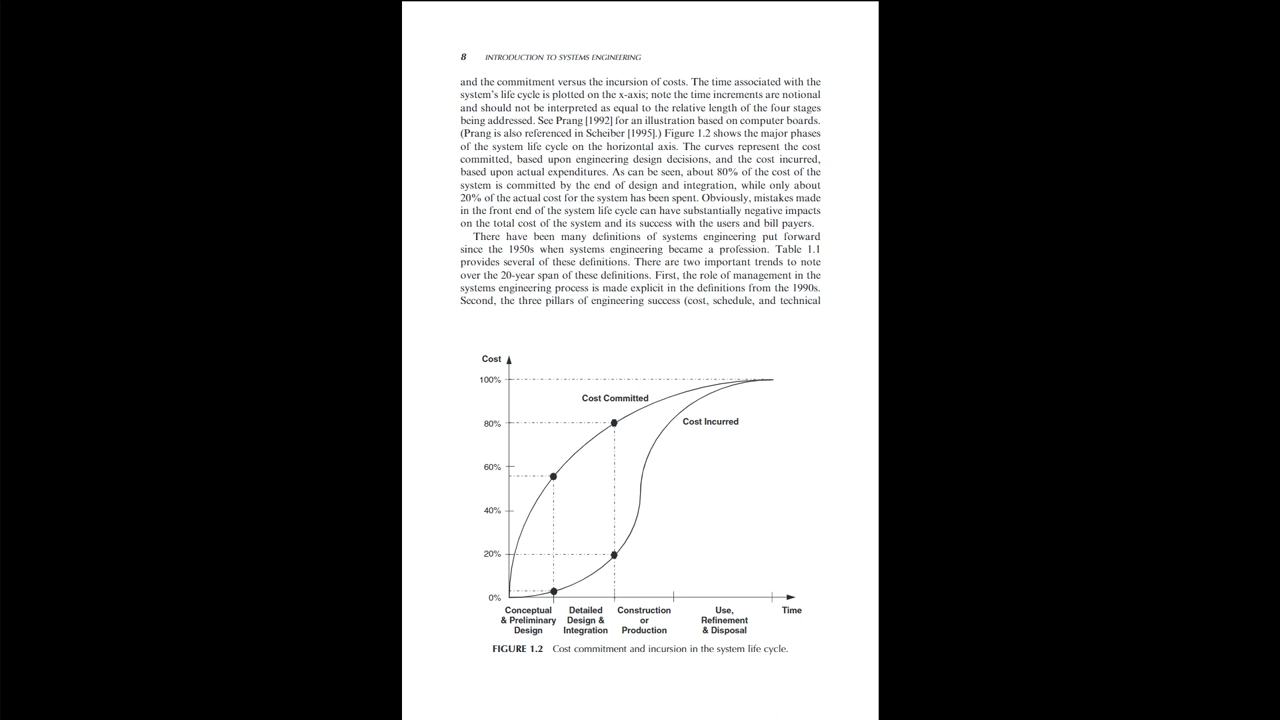 8 INTRODUCTION TO SYSTEMS ENGINEERING
and the commitment versus the incursion of costs. The time associated with the
system's life cycle is plotted on the x-axis; note the time increments are notional
and should not be interpreted as equal to the relative length of the four stages
being addressed. See Prang [1992] for an illustration based on computer boards.
(Prang is also referenced in Scheiber [1995].) Figure 1.2 shows the major phases
of the system life cycle on the horizontal axis. The curves represent the cost
committed, based upon engineering design decisions, and the cost incurred,
based upon actual expenditures. As can be seen, about 80% of the cost of the
system is committed by the end of design and integration, while only about
20% of the actual cost for the system has been spent. Obviously, mistakes made
in the front end of the system life cycle can have substantially negative impacts
on the total cost of the system and its success with the users and bill payers.
There have been many definitions of systems engineering put forward
since the 1950s when systems engineering became a profession. Table 1.1
provides several of these definitions. There are two important trends to note
over the 20-year span of these definitions. First, the role of management in the
systems engineering process is made explicit in the definitions from the 1990s.
Second, the three pillars of engineering success (cost, schedule, and technical
Cost
100%
Cost Committed
80%
Cost Incurred
60%
40%
20%
0%
Conceptual
& Preliminary
Design
Detailed
Design &
Integration
Construction
or
Production
Use,
Refinement
& Disposal
Time
FIGURE 1.2 Cost commitment and incursion in the system life cycle.